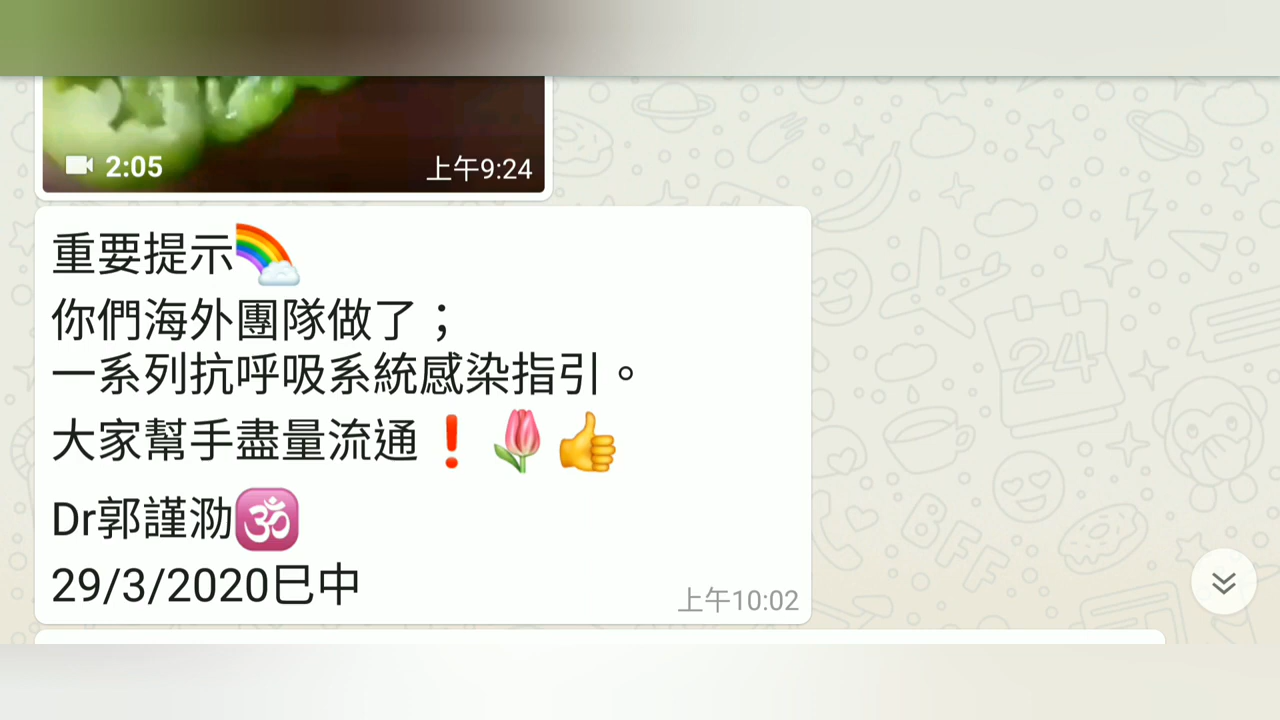 2:05
上午9:24
重要提示🌈
你們海外團隊做了；
一系列抗呼吸系統感染指引。
大家幫手盡量流通❗🌷👍
Dr郭謹泐🕉
29/3/2020巳中
上午10:02